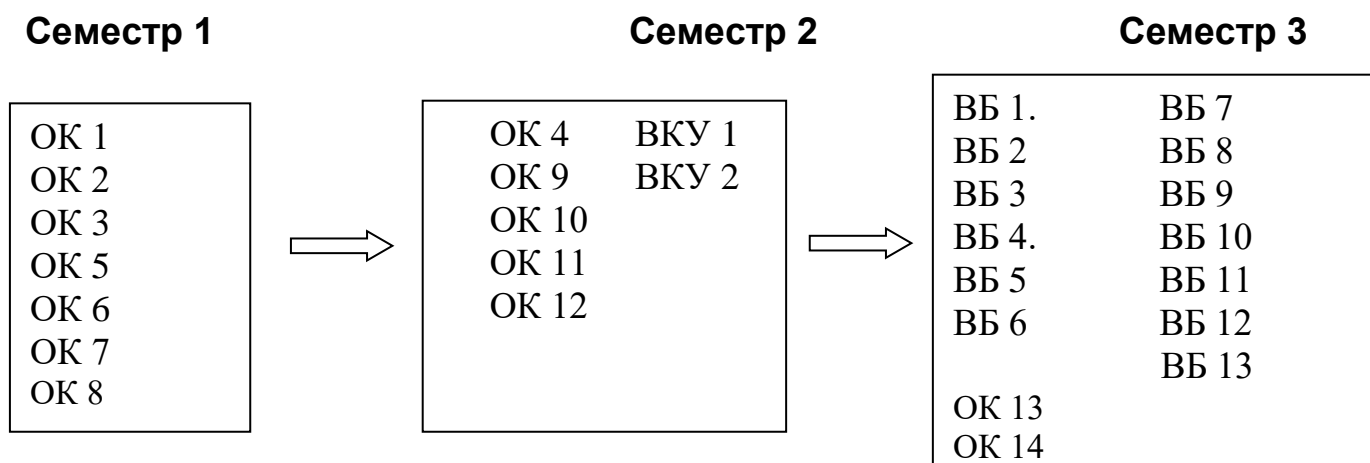 Семестр 1
ОК 1
ОК 2
ОК 3
ОК 5
ОК 6
ОК 7
ОК 8
Семестр 2
ОК 4 ВКУ 1
ОК 9 ВКУ 2
ОК 10
ОК 11
ОК 12
Семестр 3
ВБ 1. ВБ 7
ВБ 2 ВБ 8
ВБ 3 ВБ 9
ВБ 4. ВБ 10
ВБ 5 ВБ 11
ВБ 6 ВБ 12
ВБ 13
ОК 13
ОК 14